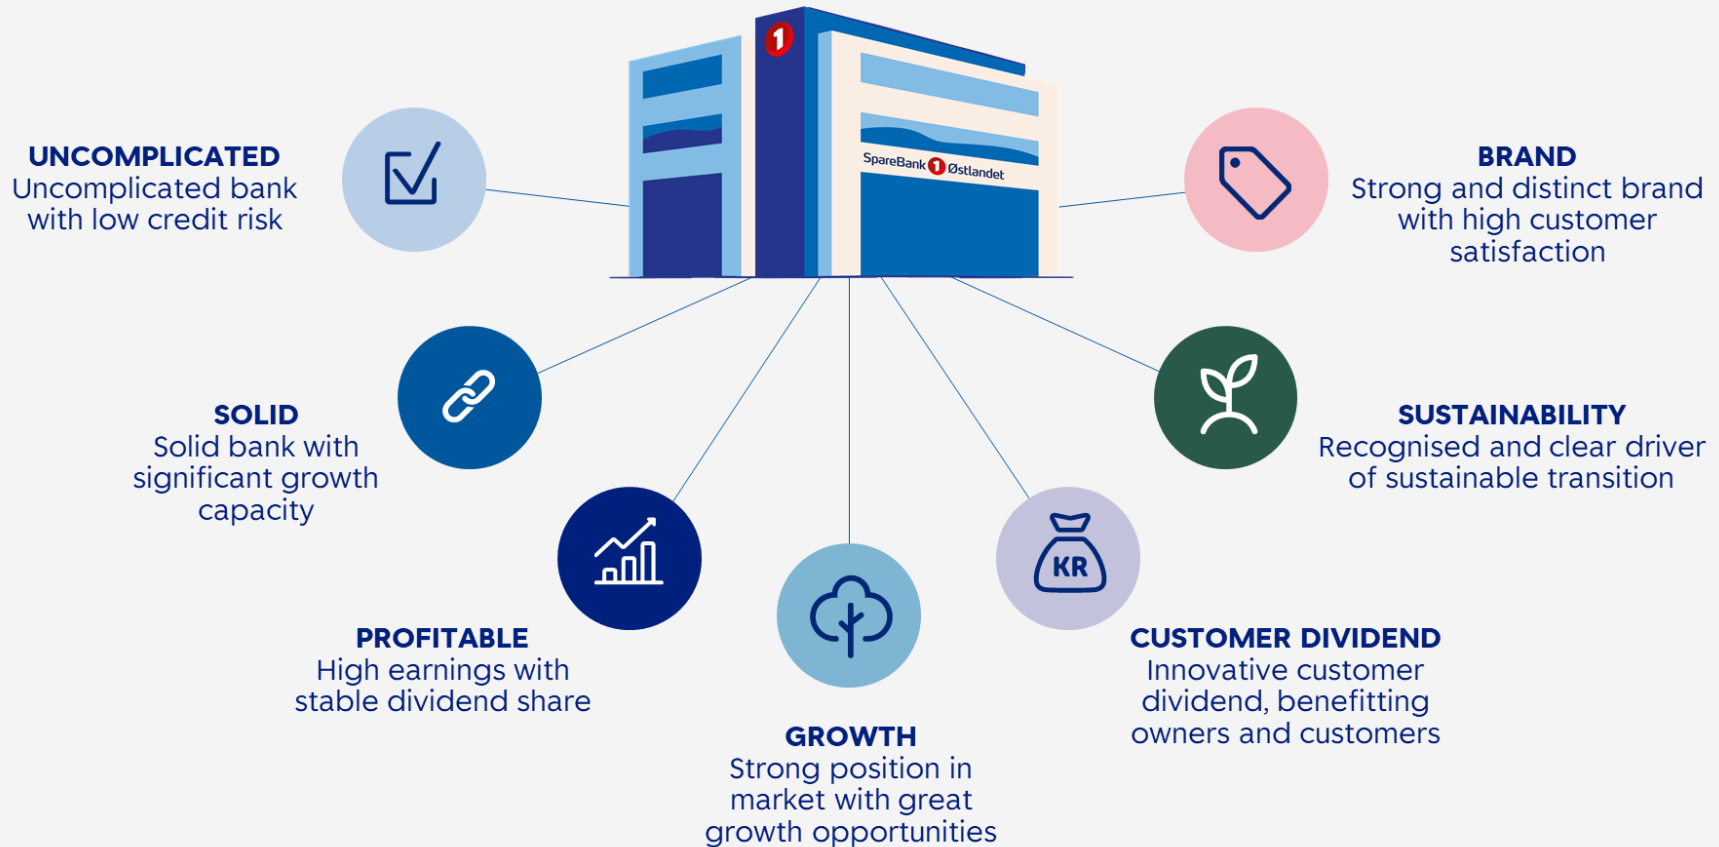 1
SpareBank 1 Østlandet
UNCOMPLICATED
Uncomplicated bank
with low credit risk
SOLID
Solid bank with
significant growth
capacity
PROFITABLE
High earnings with
stable dividend share
GROWTH
Strong position in
market with great
growth opportunities
KR
CUSTOMER DIVIDEND
Innovative customer
dividend, benefitting
owners and customers
SUSTAINABILITY
Recognised and clear driver
of sustainable transition
BRAND
Strong and distinct brand
with high customer
satisfaction